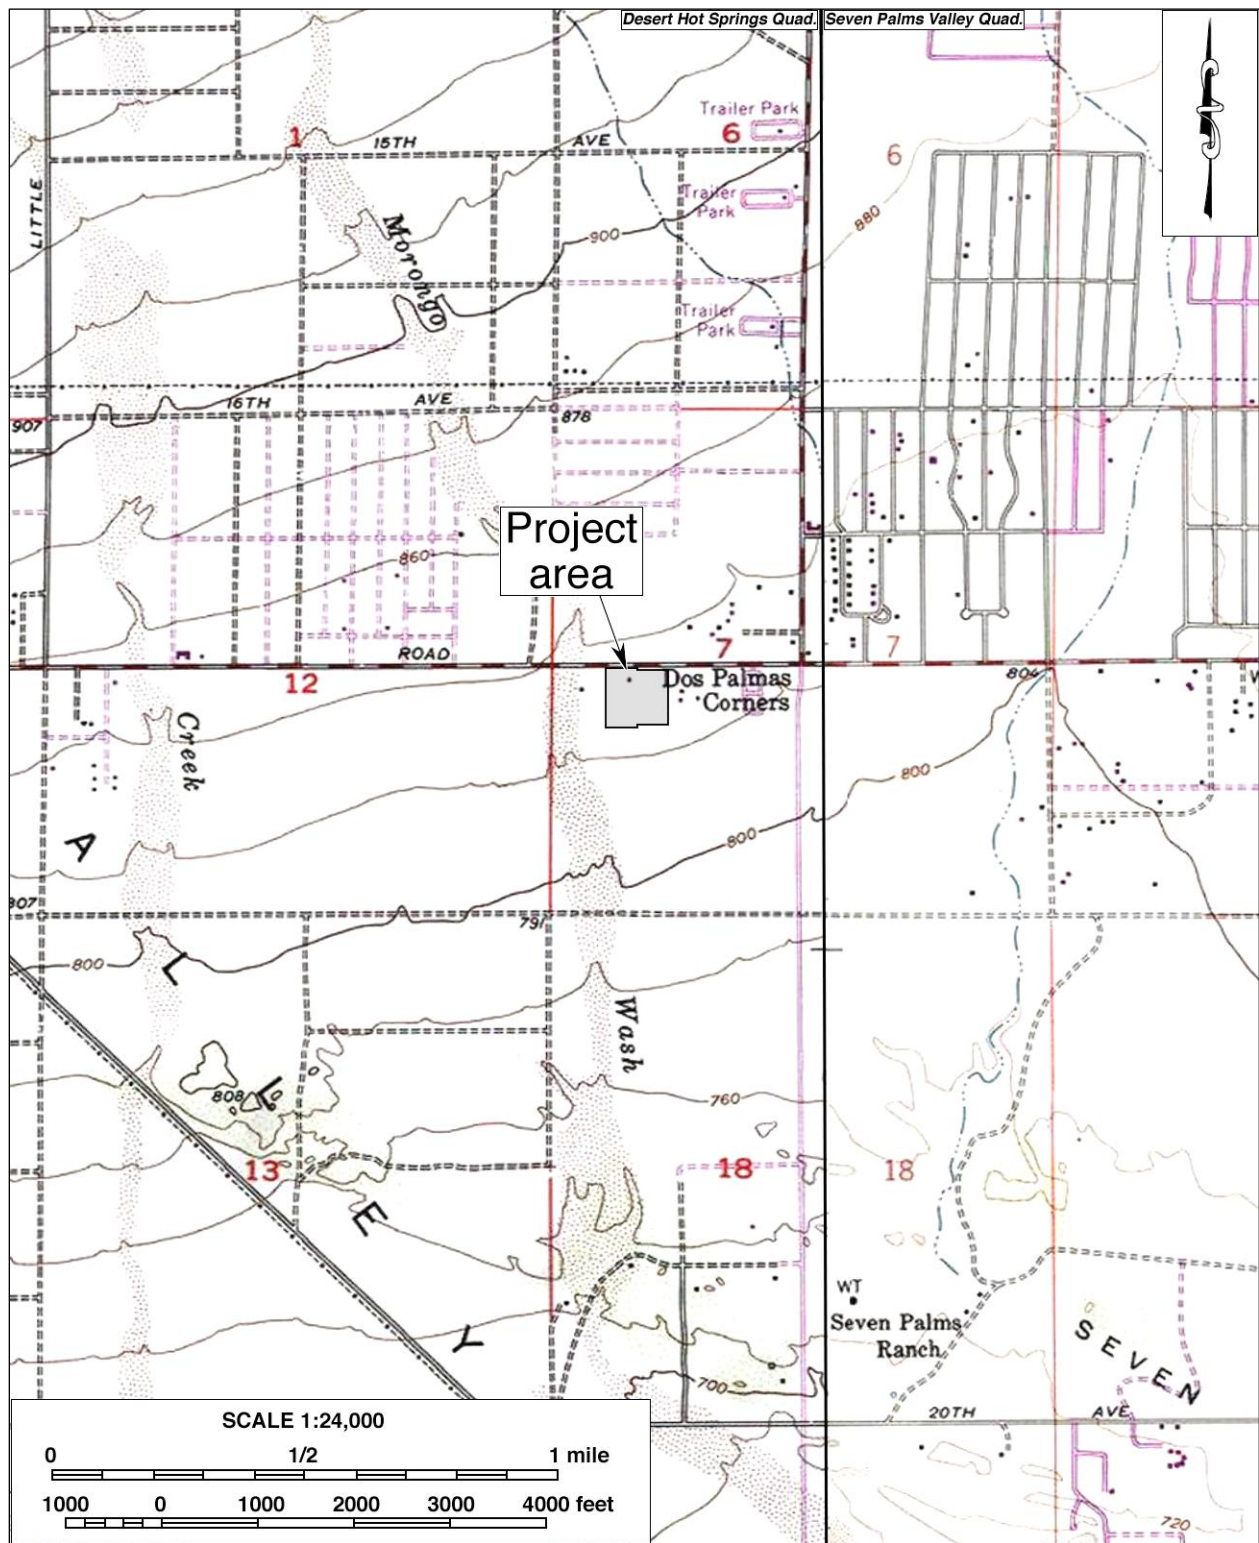 Desert Hot Springs Quad.
Seven Palms Valley Quad.
Trailer Park
1
15TH
AVE
6
6
LITTLE
Trailer
Park
880
Morongo
900
Trailer
Park
16TH
AVE
907
878
Project
area
860
ROAD
7
7
12
Dos Palmas
Corners
804
W
Creek
800
A
800
807
791
L
800
Wash
L
808
760
13
18
18
E
WT
Seven Palms
Ranch
Y
SEVEN
700
20TH
AVE
SCALE 1:24,000
0 1/2 1 mile
1000 0 1000 2000 3000 4000 feet
720